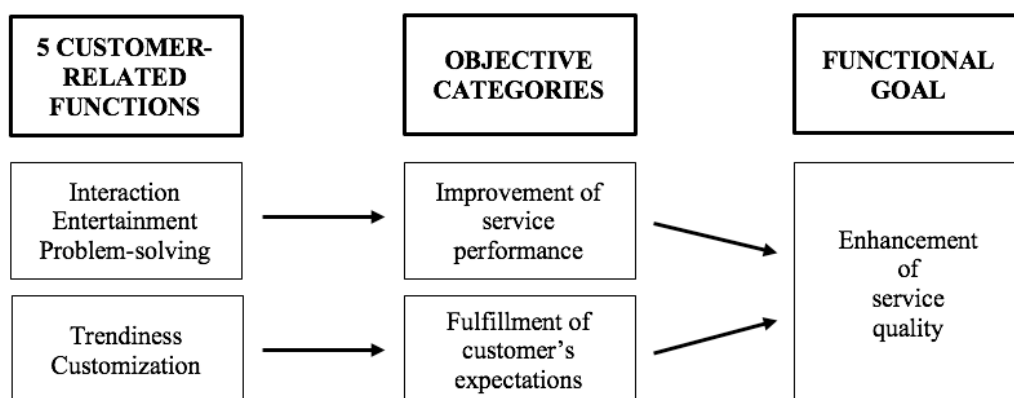 5 CUSTOMER-
RELATED
FUNCTIONS
OBJECTIVE
CATEGORIES
FUNCTIONAL
GOAL
Interaction
Entertainment
Problem-solving
Improvement of
service
performance
Enhancement
of
service
quality
Trendiness
Customization
Fulfillment of
customer’s
expectations